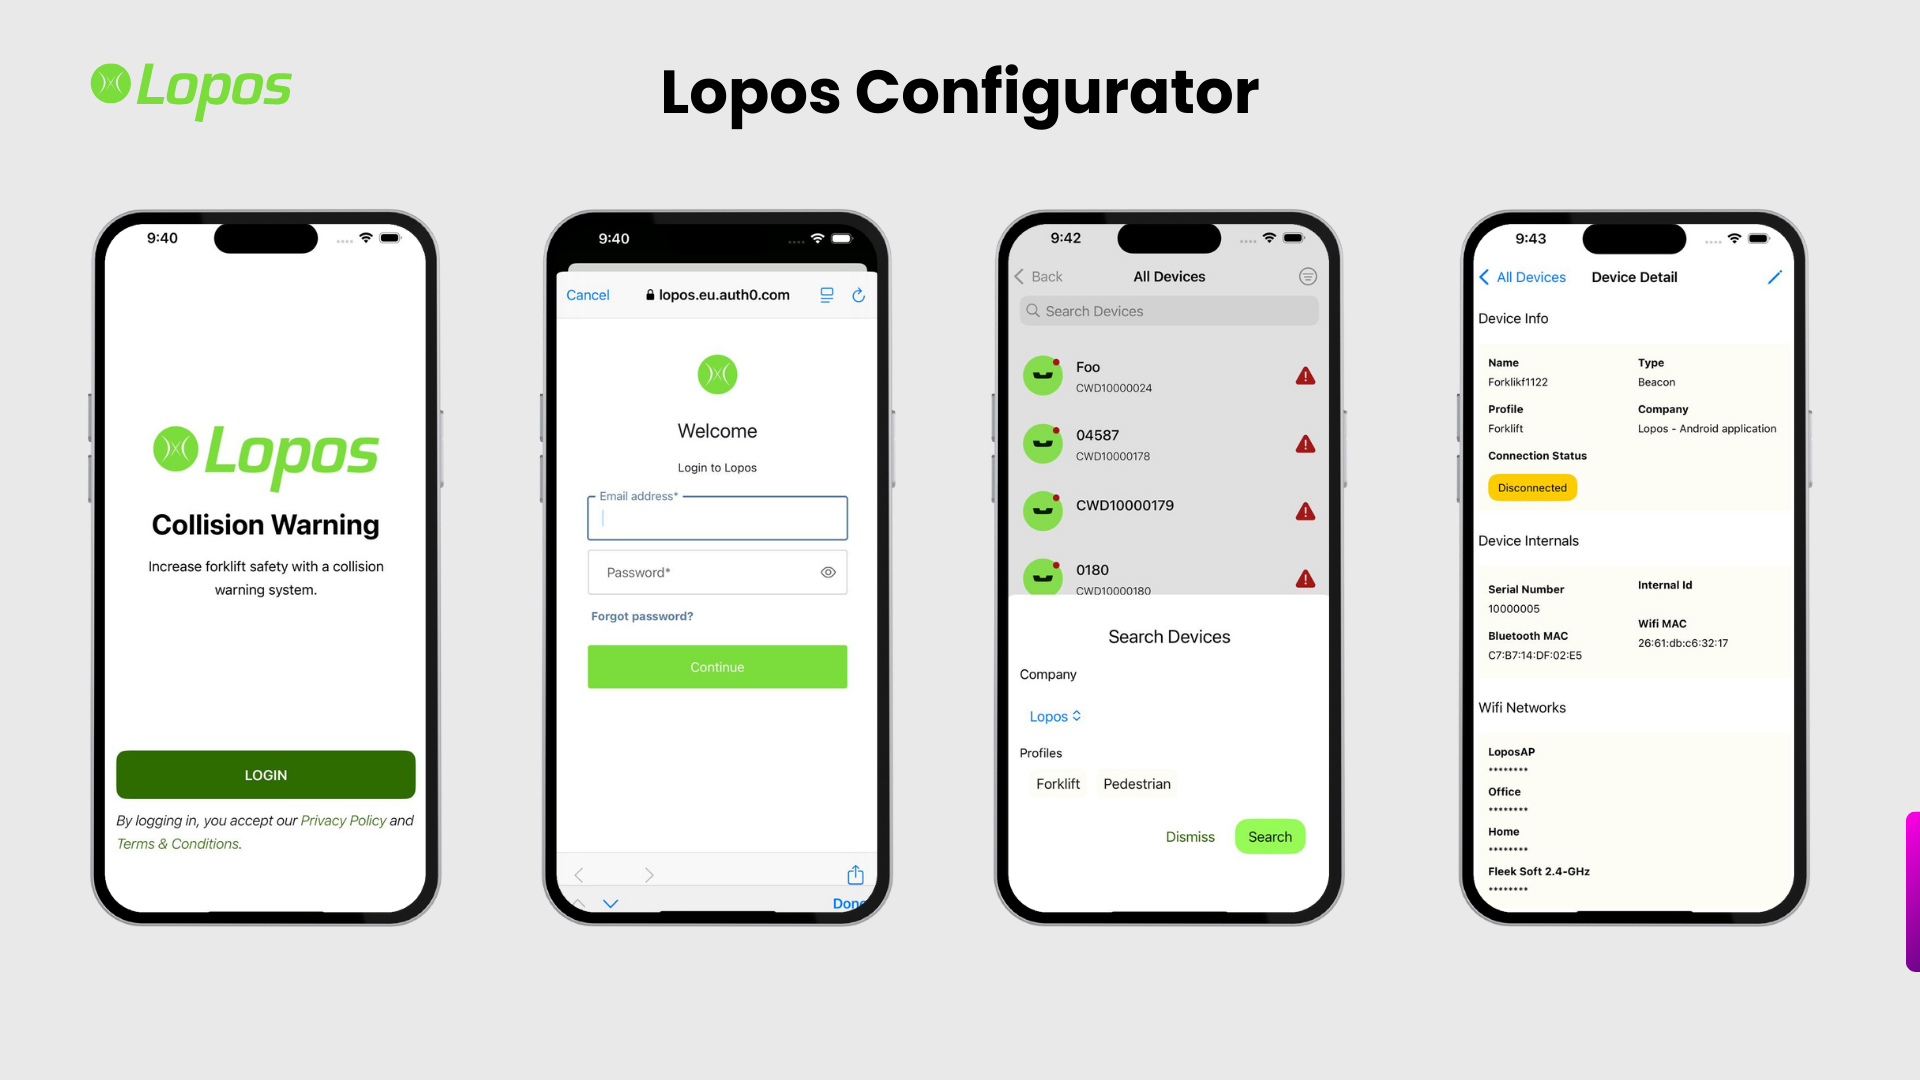 Lopos
Lopos Configurator
9:40
Lopos
Collision Warning
Increase forklift safety with a collision
warning system.
LOGIN
By logging in, you accept our Privacy Policy and
Terms & Conditions.
9:40
Cancel
lopos.eu.auth0.com
Welcome
Login to Lopos
Email address*
Password*
Forgot password?
Continue
Done
9:42
Back
All Devices
Search Devices
Foo
CWD10000024
04587
CWD10000178
CWD10000179
0180
CWD10000180
Search Devices
Company
Lopos
Profiles
Forklift Pedestrian
Dismiss Search
9:43
All Devices
Device Detail
Device Info
Name
Forklikf1122
Type
Beacon
Profile
Forklift
Company
Lopos - Android application
Connection Status
Disconnected
Device Internals
Serial Number
10000005
Internal Id
Bluetooth MAC
C7:B7:14:DF:02:E5
Wifi MAC
26:61:db:c6:32:17
Wifi Networks
LoposAP
********
Office
********
Home
********
Fleek Soft 2.4-GHz
********